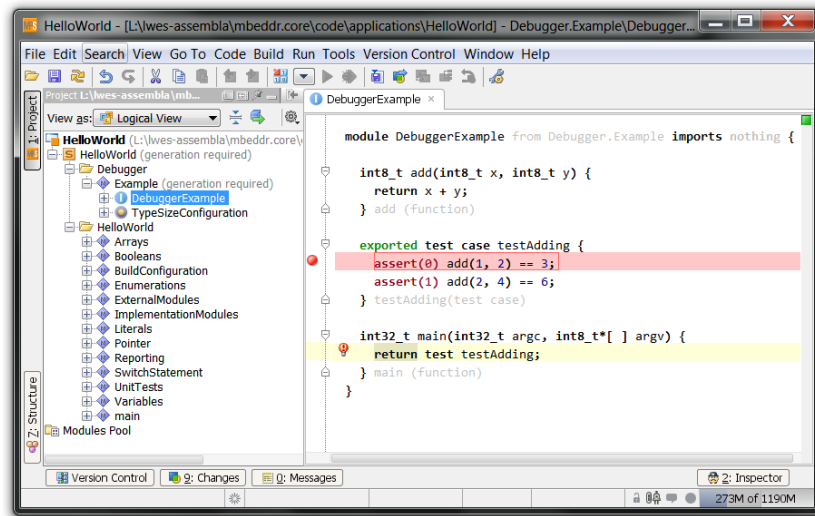 HelloWorld - [L:\lwes-assembla\mbeddr.core\code\applications\HelloWorld] - Debugger.Example\Debugger...
File Edit Search View Go To Code Build Run Tools Version Control Window Help
Project L:\lwes-assembla\mb...
DebuggerExample ×
1: Project
View as: Logical View
HelloWorld (L:\lwes-assembla\mbeddr.core\
HelloWorld (generation required)
Debugger
Example (generation required)
DebuggerExample
TypeSizeConfiguration
HelloWorld
Arrays
Booleans
BuildConfiguration
Enumerations
ExternalModules
ImplementationModules
Literals
Pointer
Reporting
SwitchStatement
UnitTests
Variables
main
Modules Pool
Z: Structure
module DebuggerExample from Debugger.Example imports nothing {
int8_t add(int8_t x, int8_t y) {
return x + y;
} add (function)
exported test case testAdding {
assert(0) add(1, 2) == 3;
assert(1) add(2, 4) == 6;
} testAdding(test case)
int32_t main(int32_t argc, int8_t*[ ] argv) {
return test testAdding;
} main (function)
}
Version Control 9: Changes 0: Messages 2: Inspector
273M of 1190M